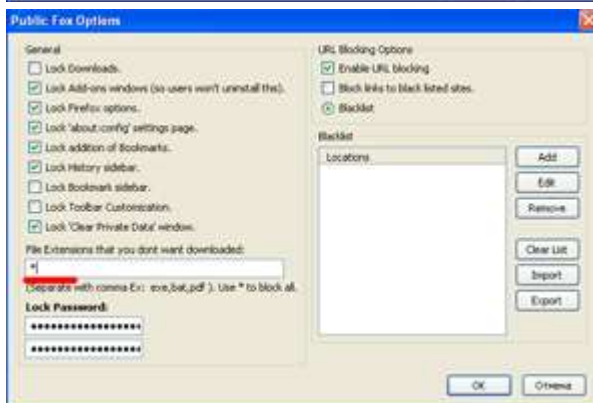 Public Fox Options
General
Lock Downloads.
Lock Add-ons windows (so users won't uninstall this).
Lock Firefox options.
Lock 'about:config' settings page.
Lock addition of Bookmarks.
Lock History sidebar.
Lock Bookmark sidebar.
Lock Toolbar Customization.
Lock 'Clear Private Data' window.
File Extensions that you dont want downloaded:
*
(Separate with comma Ex: exe,bat,pdf ). Use * to block all.
Lock Password:
URL Blocking Options
Enable URL blocking
Block links to black listed sites.
Blacklist
Blacklist
Locations
Add
Edit
Remove
Clear List
Import
Export
OK
Отмена